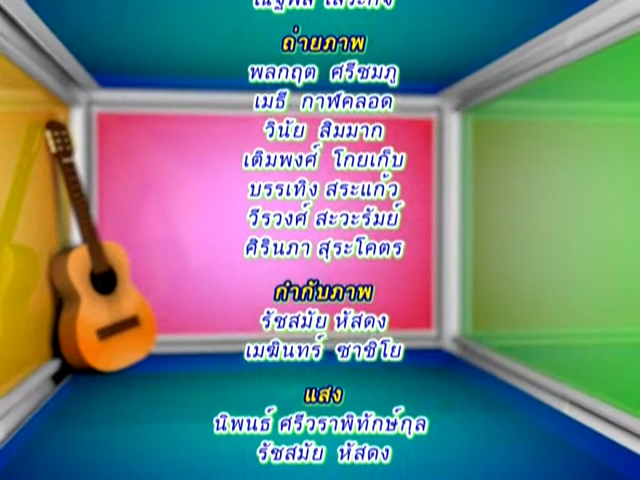 ถ่ายภาพ
พลกฤต ศรีชมภู
เมธี กาฬคลอด
วินัย สิมมาก
เติมพงศ์ โกยเก็บ
บรรเทิง สระแก้ว
วีรวงศ์ สะวะรัมย์
ศิรินภา สุระโคตร
กำกับภาพ
รัชสมัย หัสดง
เมฆินทร์ ซาชิโย
แสง
นิพนธ์ ศรีวราพิทักษ์กุล
รัชสมัย หัสดง